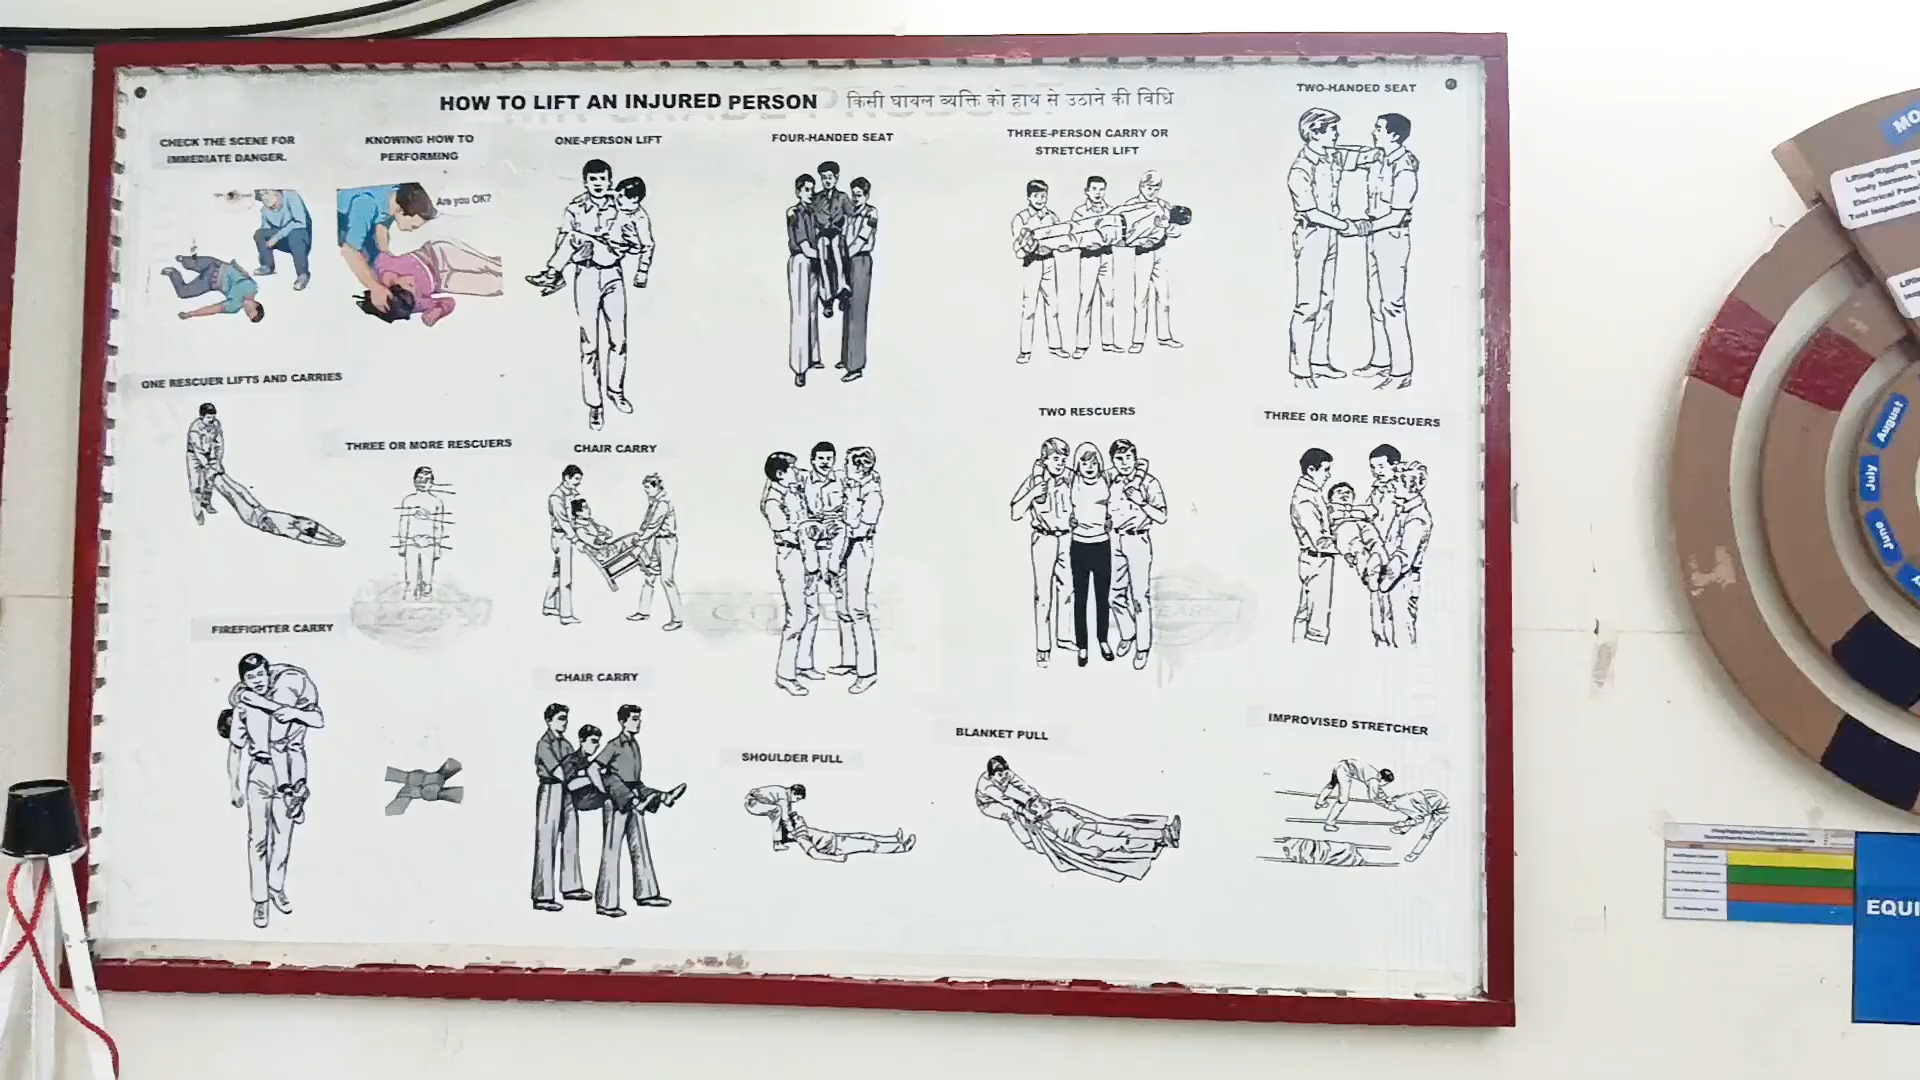 HOW TO LIFT AN INJURED PERSON किसी घायल व्यक्ति को हाथ से उठाने की विधि
TWO-HANDED SEAT
CHECK THE SCENE FOR
IMMEDIATE DANGER.
KNOWING HOW TO
PERFORMING
Are you OK?
ONE-PERSON LIFT
FOUR-HANDED SEAT
THREE-PERSON CARRY OR
STRETCHER LIFT
ONE RESCUER LIFTS AND CARRIES
THREE OR MORE RESCUERS
CHAIR CARRY
TWO RESCUERS
THREE OR MORE RESCUERS
FIREFIGHTER CARRY
CHAIR CARRY
SHOULDER PULL
BLANKET PULL
IMPROVISED STRETCHER
MO
August
July
June
EQUI